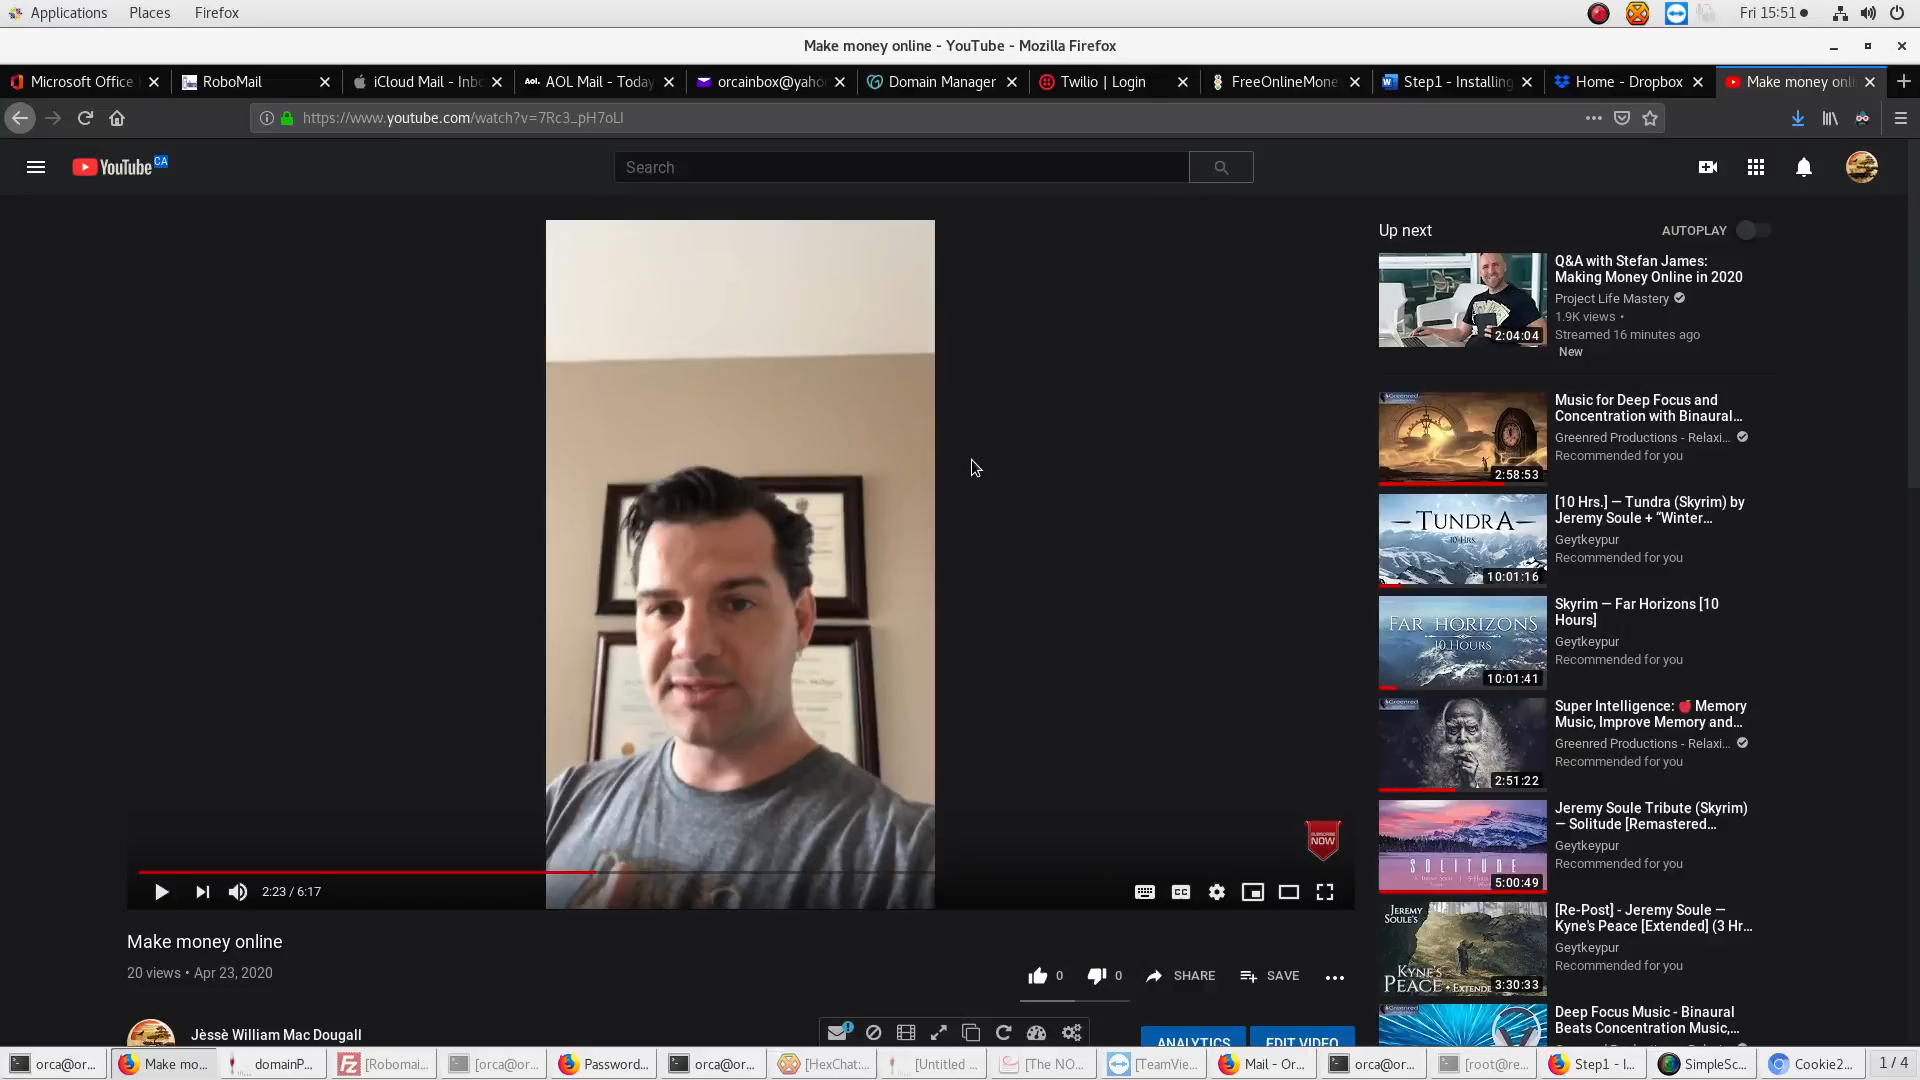 Applications Places Firefox Fri 15:51
Make money online - YouTube - Mozilla Firefox
Microsoft Office
RoboMail
iCloud Mail - Inb
AOL Mail - Today
orcainbox@yaho
Domain Manager
Twilio | Login
FreeOnlineMone
Step1 - Installing
Home - Dropbox
Make money onli
https://www.youtube.com/watch?v=7Rc3_pH7oLI
YouTube CA
Search
Up next
AUTOPLAY
Q&A with Stefan James:
Making Money Online in 2020
Project Life Mastery
1.9K views •
Streamed 16 minutes ago
New
2:04:04
Music for Deep Focus and
Concentration with Binaural...
Greenred Productions - Relaxi...
Recommended for you
2:58:53
[10 Hrs.] — Tundra (Skyrim) by
Jeremy Soule + “Winter...
Geytkeypur
Recommended for you
TUNDRA
10 HRS.
10:01:16
Skyrim — Far Horizons [10
Hours]
Geytkeypur
Recommended for you
FAR HORIZONS
10 HOURS
10:01:41
Super Intelligence: 🍎 Memory
Music, Improve Memory and...
Greenred Productions - Relaxi...
Recommended for you
2:51:22
Jeremy Soule Tribute (Skyrim)
— Solitude [Remastered...
Geytkeypur
Recommended for you
SOLITUDE
5:00:49
[Re-Post] - Jeremy Soule —
Kyne's Peace [Extended] (3 Hr...
Geytkeypur
Recommended for you
JEREMY
SOULE'S
KYNE'S
PEACE
3:30:33
Deep Focus Music - Binaural
Beats Concentration Music,...
SUBSCRIBE
NOW
2:23 / 6:17
CC
Make money online
20 views • Apr 23, 2020
0
0
SHARE
SAVE
Jèssè William Mac Dougall
ANALYTICS
EDIT VIDEO
orca@or...
Make mo...
domainP...
[Robomai...
[orca@or...
Password...
orca@or...
[HexChat:...
[Untitled ...
[The NO...
[TeamVie...
Mail - Or...
orca@or...
[root@re...
Step1 - I...
SimpleSc...
Cookie2...
1 / 4